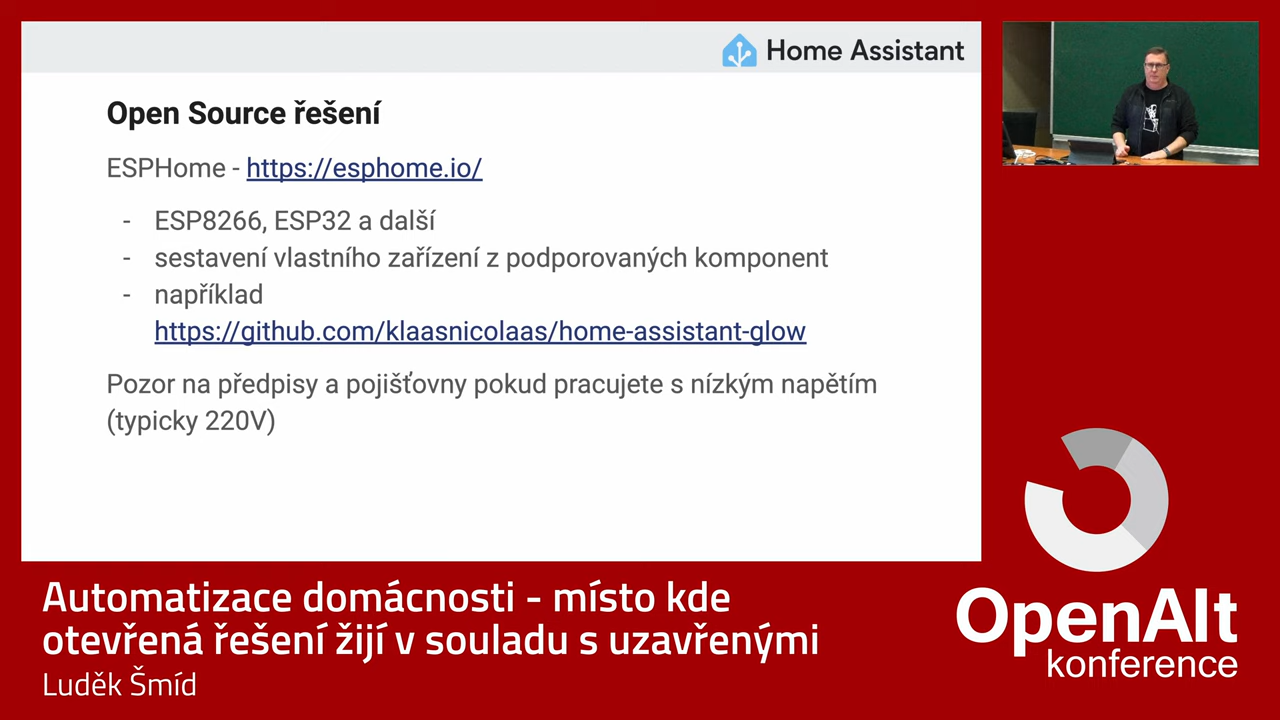 Home Assistant
Open Source řešení
ESPHome - https://esphome.io/
- ESP8266, ESP32 a další
- sestavení vlastního zařízení z podporovaných komponent
- například
https://github.com/klaasnicolaas/home-assistant-glow
Pozor na předpisy a pojišťovny pokud pracujete s nízkým napětím
(typicky 220V)
Automatizace domácnosti - místo kde
otevřená řešení žijí v souladu s uzavřenými
Luděk Šmíd
OpenAlt
konference